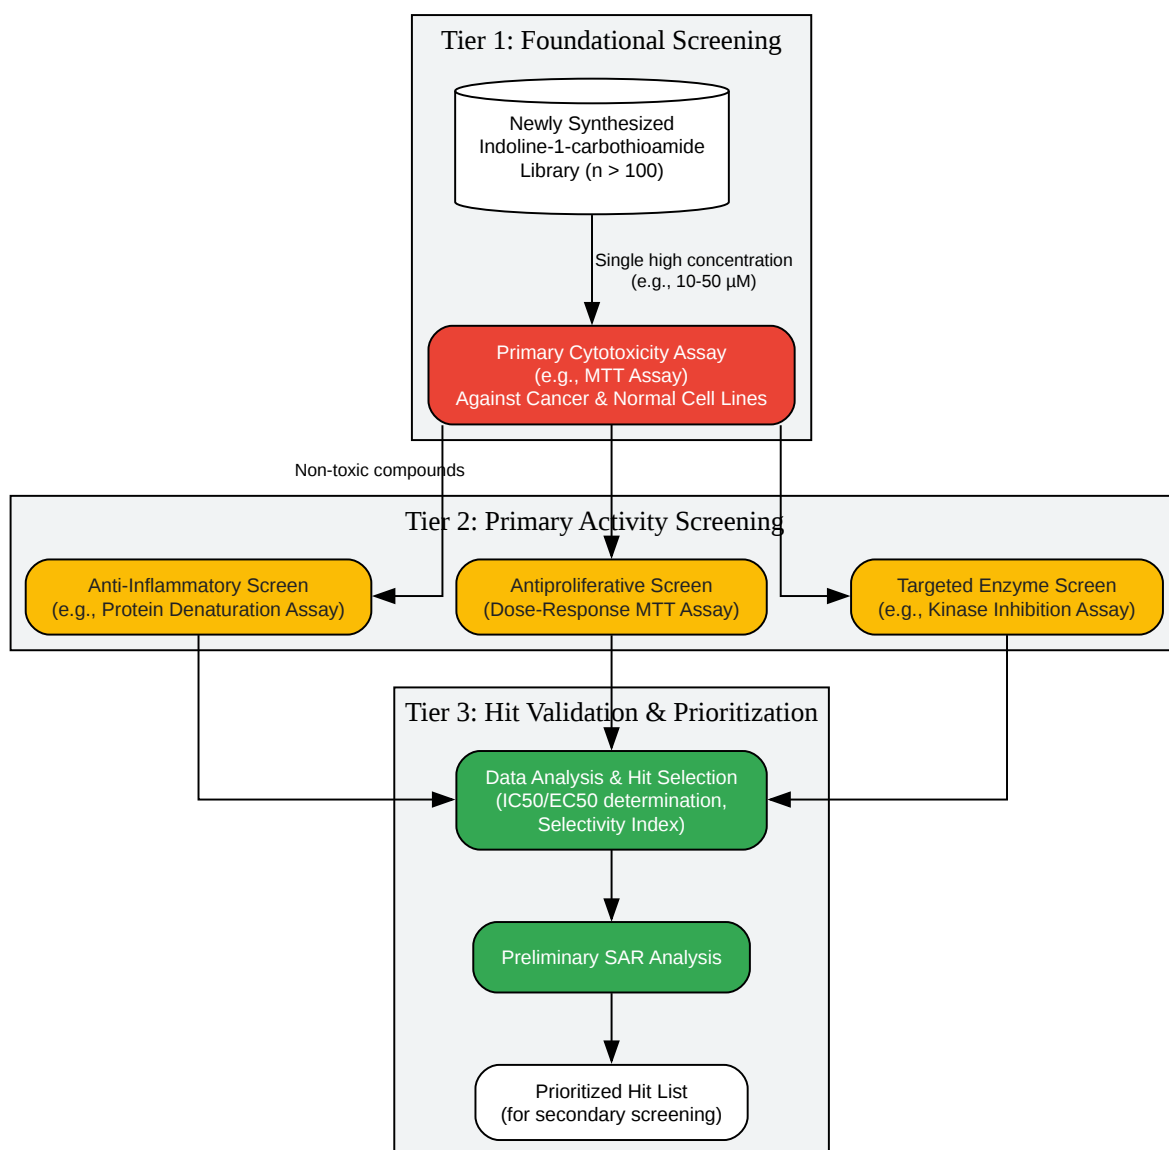 Tier 1: Foundational Screening
Newly Synthesized
Indoline-1-carbothioamide
Library (n > 100)
Single high concentration
(e.g., 10-50 µM)
Primary Cytotoxicity Assay
(e.g., MTT Assay)
Against Cancer & Normal Cell Lines
Non-toxic compounds
Tier 2: Primary Activity Screening
Anti-Inflammatory Screen
(e.g., Protein Denaturation Assay)
Antiproliferative Screen
(Dose-Response MTT Assay)
Targeted Enzyme Screen
(e.g., Kinase Inhibition Assay)
Tier 3: Hit Validation & Prioritization
Data Analysis & Hit Selection
(IC50/EC50 determination,
Selectivity Index)
Preliminary SAR Analysis
Prioritized Hit List
(for secondary screening)